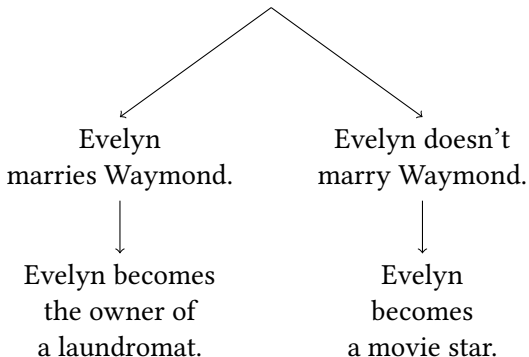 Evelyn
marries Waymond.
Evelyn doesn’t
marry Waymond.
Evelyn becomes
the owner of
a laundromat.
Evelyn
becomes
a movie star.